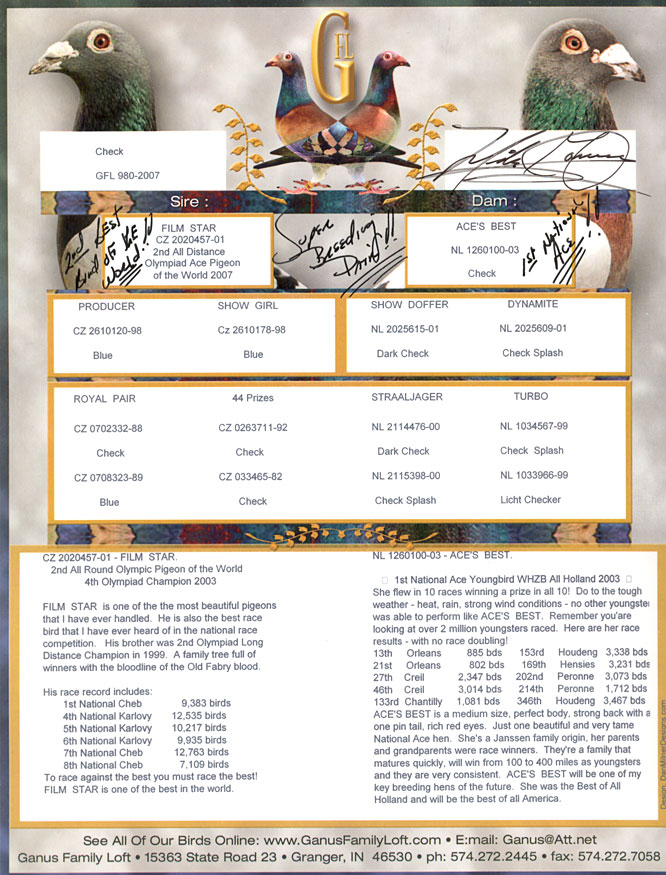 GFL
Check
GFL 980-2007
Sire :
Dam :
2nd Best
Bird of the
World!!
FILM STAR
CZ 2020457-01
2nd All Distance
Olympiad Ace Pigeon
of the World 2007
Super
Breeding
ACE'S BEST
NL 1260100-03
Check
1st National
Ace!!
PRODUCER
SHOW GIRL
SHOW DOFFER
DYNAMITE
CZ 2610120-98
Cz 2610178-98
NL 2025615-01
NL 2025609-01
Blue
Blue
Dark Check
Check Splash
ROYAL PAIR
44 Prizes
STRAALJAGER
TURBO
CZ 0702332-88
CZ 0263711-92
NL 2114476-00
NL 1034567-99
Check
Check
Dark Check
Check Splash
CZ 0708323-89
CZ 033465-82
NL 2115398-00
NL 1033966-99
Blue
Check
Check Splash
Licht Checker
CZ 2020457-01 - FILM STAR.
2nd All Round Olympic Pigeon of the World
4th Olympiad Champion 2003
FILM STAR is one of the the most beautiful pigeons
that I have ever handled. He is also the best race
bird that I have ever heard of in the national race
competition. His brother was 2nd Olympiad Long
Distance Champion in 1999. A family tree full of
winners with the bloodline of the Old Fabry blood.
His race record includes:
1st National Cheb 9,383 birds
4th National Karlovy 12,535 birds
5th National Karlovy 10,217 birds
6th National Karlovy 9,935 birds
7th National Cheb 12,763 birds
8th National Cheb 7,109 birds
To race against the best you must race the best!
FILM STAR is one of the best in the world.
NL 1260100-03 - ACE'S BEST.
1st National Ace Youngbird WHZB All Holland 2003
She flew in 10 races winning a prize in all 10! Do to the tough
weather - heat, rain, strong wind conditions - no other youngster
was able to perform like ACE'S BEST. Remember you'are
looking at over 2 million youngsters raced. Here are her race
results - with no race doubling!
13th Orleans 885 bds 153rd Houdeng 3,338 bds
21st Orleans 802 bds 169th Hensies 3,231 bds
27th Creil 2,347 bds 202nd Peronne 3,073 bds
46th Creil 3,014 bds 214th Peronne 1,712 bds
133rd Chantilly 1,081 bds 346th Houdeng 3,467 bds
ACE'S BEST is a medium size, perfect body, strong back with a
one pin tail, rich red eyes. Just one beautiful and very tame
National Ace hen. She's a Janssen family origin, her parents
and grandparents were race winners. They're a family that
matures quickly, will win from 100 to 400 miles as youngsters
and they are very consistent. ACE'S BEST will be one of my
key breeding hens of the future. She was the Best of All
Holland and will be the best of all America.
See All Of Our Birds Online: www.GanusFamilyLoft.com • E:mail: Ganus@Att.net
Ganus Family Loft • 15363 State Road 23 • Granger, IN 46530 • ph: 574.272.2445 • fax: 574.272.7058